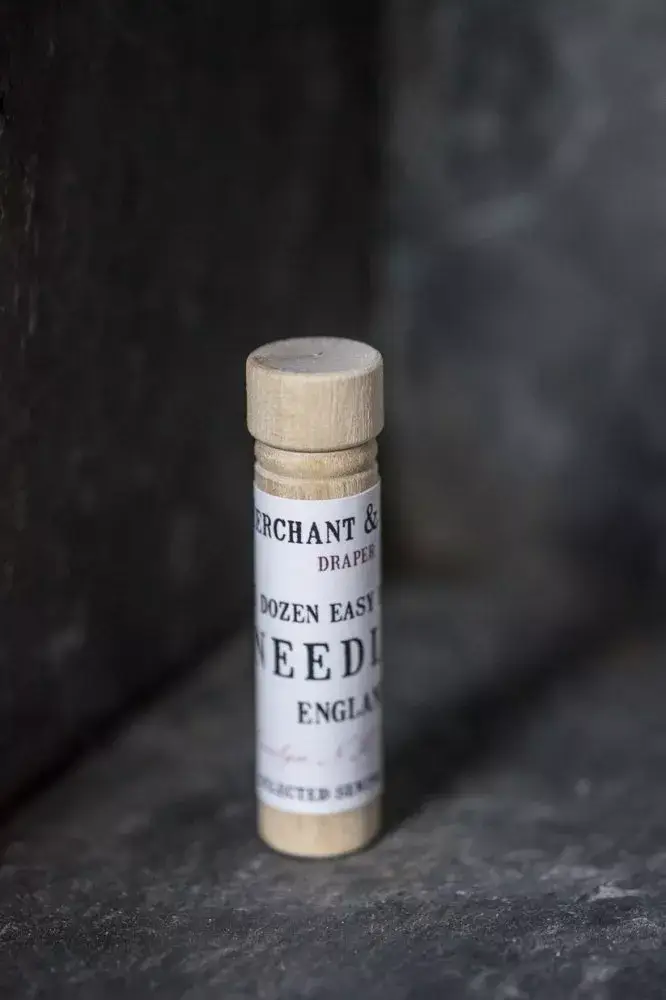 ERCHANT &
DRAPER
DOZEN EASY
NEEDL
ENGLAN